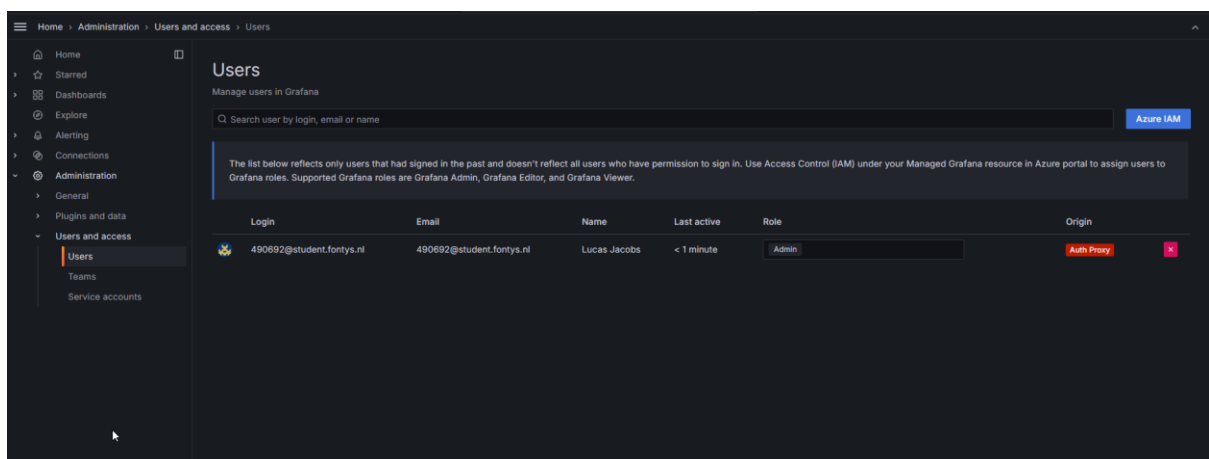 Home › Administration › Users and access › Users
Home
Starred
Dashboards
Explore
Alerting
Connections
Administration
General
Plugins and data
Users and access
Users
Teams
Service accounts
Users
Manage users in Grafana
Search user by login, email or name
Azure IAM
The list below reflects only users that had signed in the past and doesn't reflect all users who have permission to sign in. Use Access Control (IAM) under your Managed Grafana resource in Azure portal to assign users to
Grafana roles. Supported Grafana roles are Grafana Admin, Grafana Editor, and Grafana Viewer.
Login Email Name Last active Role Origin
490692@student.fontys.nl 490692@student.fontys.nl Lucas Jacobs < 1 minute Admin Auth Proxy